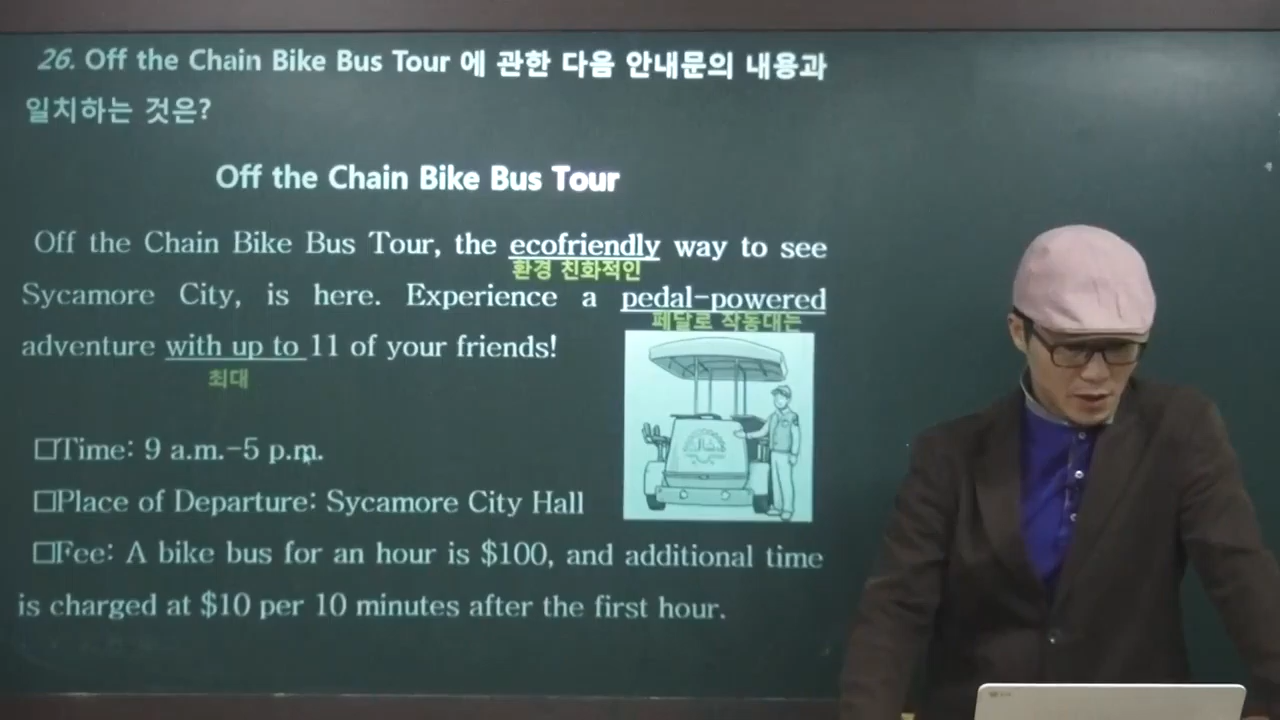 26. Off the Chain Bike Bus Tour 에 관한 다음 안내문의 내용과
일치하는 것은?
Off the Chain Bike Bus Tour
Off the Chain Bike Bus Tour, the ecofriendly way to see
환경 친화적인
Sycamore City, is here. Experience a pedal-powered
페달로 작동대는
adventure with up to 11 of your friends!
최대
□Time: 9 a.m.-5 p.m.
□Place of Departure: Sycamore City Hall
□Fee: A bike bus for an hour is $100, and additional time
is charged at $10 per 10 minutes after the first hour.